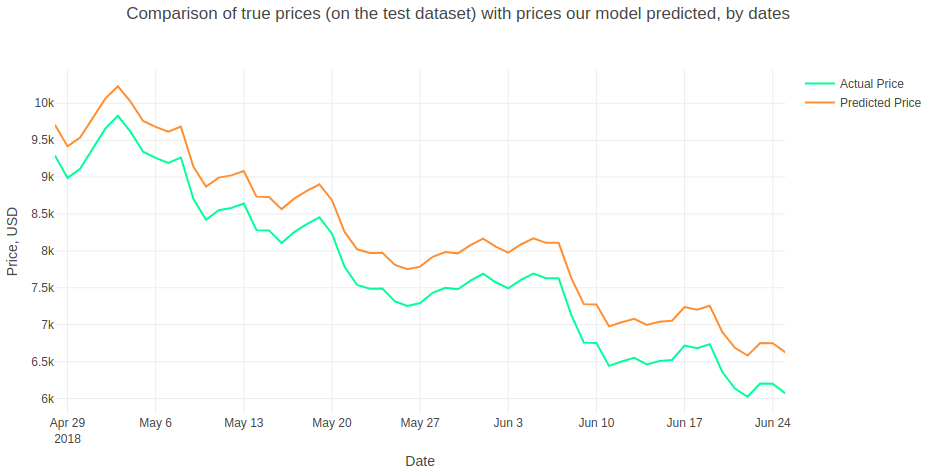 Comparison of true prices (on the test dataset) with prices our model predicted, by dates
Actual Price
Predicted Price
Price, USD
10k
9.5k
9k
8.5k
8k
7.5k
7k
6.5k
6k
Apr 29 May 6 May 13 May 20 May 27 Jun 3 Jun 10 Jun 17 Jun 24
2018
Date